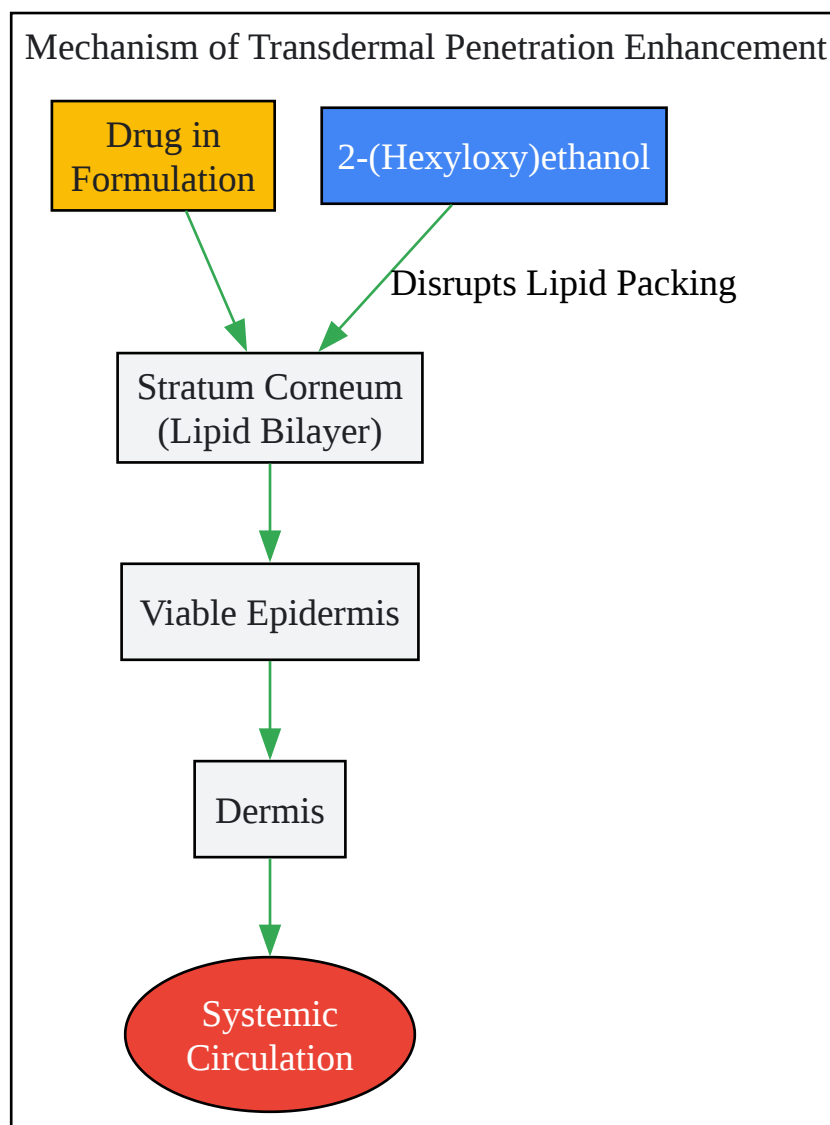 Mechanism of Transdermal Penetration Enhancement
Drug in
Formulation
2-(Hexyloxy)ethanol
Disrupts Lipid Packing
Stratum Corneum
(Lipid Bilayer)
Viable Epidermis
Dermis
Systemic
Circulation